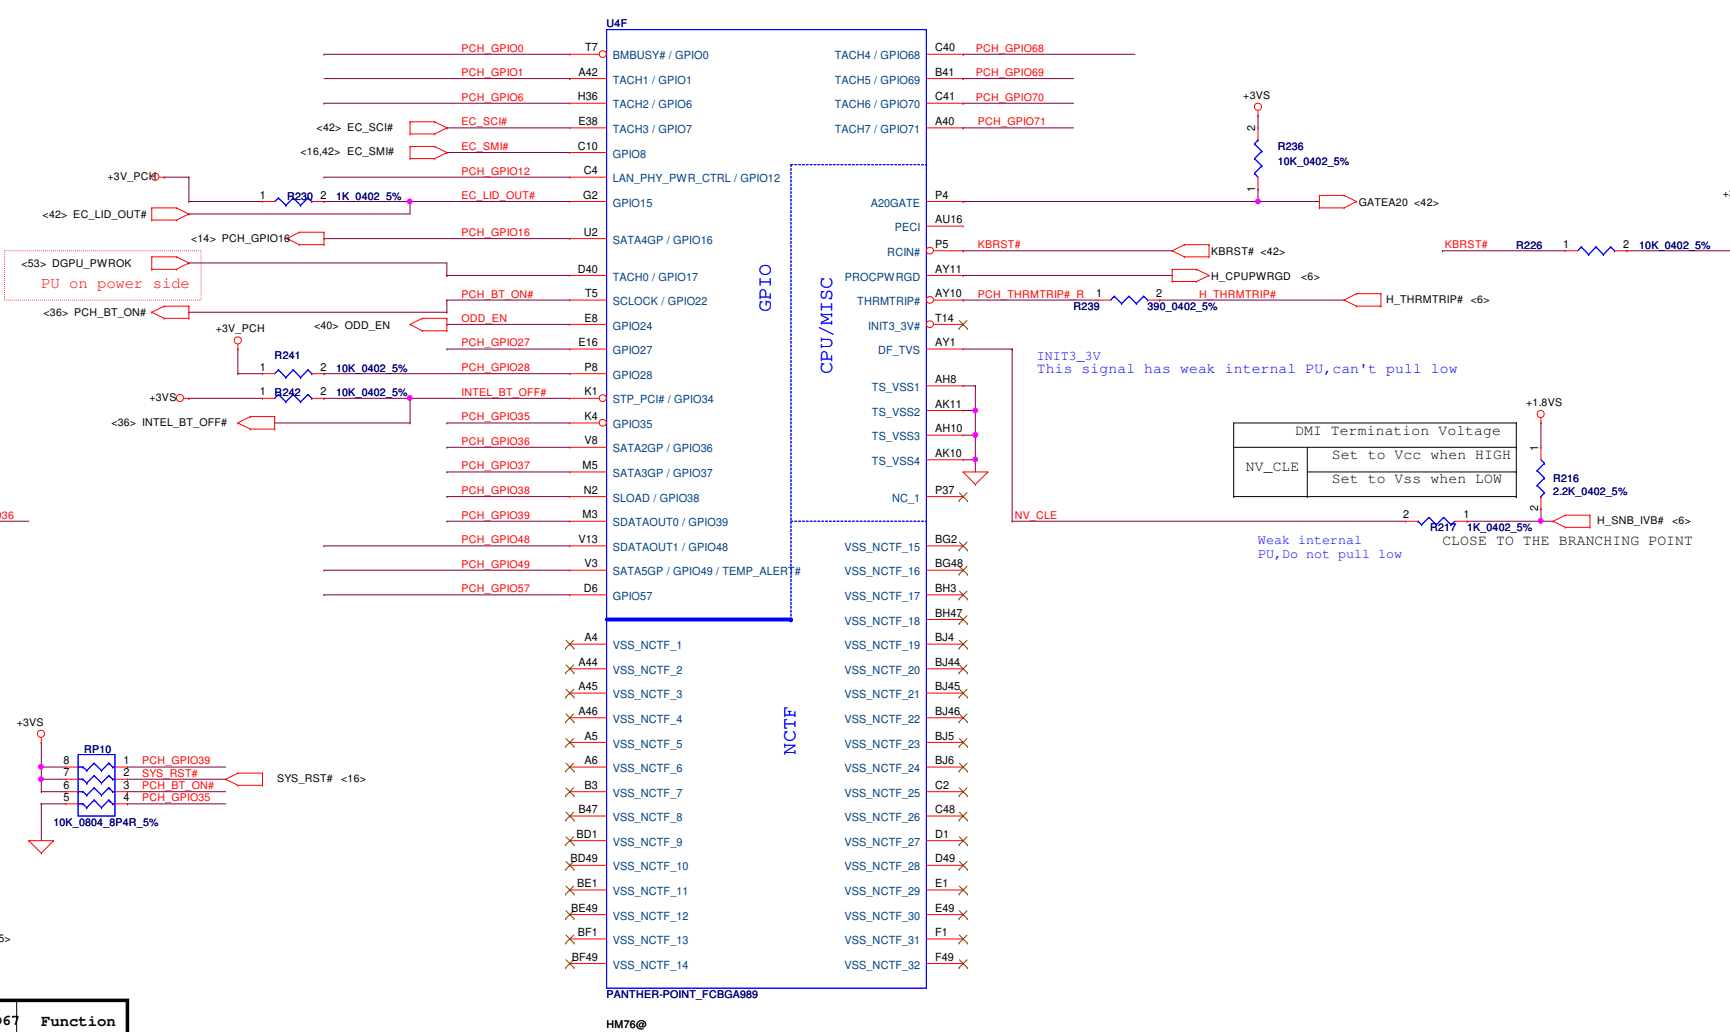 U4F
PCH_GPIO0 T7 BMBUSY# / GPIO0 TACH4 / GPIO68 C40 PCH_GPIO68
PCH_GPIO1 A42 TACH1 / GPIO1 TACH5 / GPIO69 B41 PCH_GPIO69
PCH_GPIO6 H36 TACH2 / GPIO6 TACH6 / GPIO70 C41 PCH_GPIO70
<42> EC_SCI# EC_SCI# E38 TACH3 / GPIO7 TACH7 / GPIO71 A40 PCH_GPIO71
<16,42> EC_SMI# EC_SMI# C10 GPIO8
+3VS
2
R236
10K_0402_5%
1
+3V_PCH PCH_GPIO12 C4 LAN_PHY_PWR_CTRL / GPIO12
1 R230 2 1K_0402_5% EC_LID_OUT# G2 GPIO15 A20GATE P4 GATEA20 <42>
<42> EC_LID_OUT#
PECI AU16
<14> PCH_GPIO16 PCH_GPIO16 U2 SATA4GP / GPIO16
RCIN# P5 KBRST# KBRST# <42>
KBRST# R226 1 2 10K_0402_5%
<53> DGPU_PWROK D40 TACH0 / GPIO17 PROCPWRGD AY11 H_CPUPWRGD <6>
PU on power side
PCH_BT_ON# T5 SCLOCK / GPIO22 THRMTRIP# AY10 PCH_THRMTRIP# R 1 2 H_THRMTRIP# H_THRMTRIP# <6>
R239 390_0402_5%
<36> PCH_BT_ON#
<40> ODD_EN ODD_EN E8 GPIO24 INIT3_3V# T14
+3V_PCH
PCH_GPIO27 E16 GPIO27 DF_TVS AY1
INIT3_3V
This signal has weak internal PU,can't pull low
R241
1 2 10K_0402_5% PCH_GPIO28 P8 GPIO28
TS_VSS1 AH8
+3VS 1 R242 2 10K_0402_5% INTEL_BT_OFF# K1 STP_PCI# / GPIO34
TS_VSS2 AK11
<36> INTEL_BT_OFF# PCH_GPIO35 K4 GPIO35
TS_VSS3 AH10
PCH_GPIO36 V8 SATA2GP / GPIO36
TS_VSS4 AK10
PCH_GPIO37 M5 SATA3GP / GPIO37
PCH_GPIO38 N2 SLOAD / GPIO38 NC_1 P37
PCH_GPIO39 M3 SDATAOUT0 / GPIO39
GPIO
CPU/MISC
+1.8VS
DMI Termination Voltage
NV_CLE
Set to Vcc when HIGH
Set to Vss when LOW
1
R216
2.2K_0402_5%
2
NV_CLE 2 R217 1 1K_0402_5% H_SNB_IVB# <6>
Weak internal
PU,Do not pull low
CLOSE TO THE BRANCHING POINT
36
PCH_GPIO48 V13 SDATAOUT1 / GPIO48 VSS_NCTF_15 BG2
PCH_GPIO49 V3 SATA5GP / GPIO49 / TEMP_ALERT# VSS_NCTF_16 BG48
PCH_GPIO57 D6 GPIO57 VSS_NCTF_17 BH3
VSS_NCTF_18 BH47
A4 VSS_NCTF_1 VSS_NCTF_19 BJ4
A44 VSS_NCTF_2 VSS_NCTF_20 BJ44
A45 VSS_NCTF_3 VSS_NCTF_21 BJ45
A46 VSS_NCTF_4 VSS_NCTF_22 BJ46
NCTF
A5 VSS_NCTF_5 VSS_NCTF_23 BJ5
A6 VSS_NCTF_6 VSS_NCTF_24 BJ6
B3 VSS_NCTF_7 VSS_NCTF_25 C2
B47 VSS_NCTF_8 VSS_NCTF_26 C48
BD1 VSS_NCTF_9 VSS_NCTF_27 D1
BD49 VSS_NCTF_10 VSS_NCTF_28 D49
BE1 VSS_NCTF_11 VSS_NCTF_29 E1
BE49 VSS_NCTF_12 VSS_NCTF_30 E49
BF1 VSS_NCTF_13 VSS_NCTF_31 F1
BF49 VSS_NCTF_14 VSS_NCTF_32 F49
+3VS
RP10
8 1 PCH_GPIO39
7 2 SYS_RST# SYS_RST# <16>
6 3 PCH_BT_ON#
5 4 PCH_GPIO35
10K_0804_8P4R_5%
5>
PANTHER-POINT_FCBGA989
HM76@
67 Function